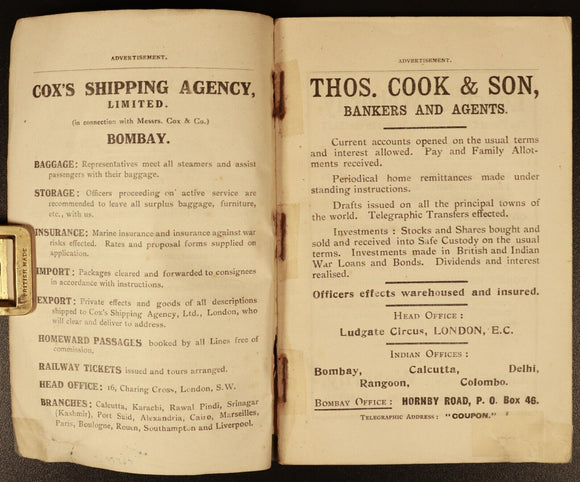 ADVERTISEMENT.
COX'S SHIPPING AGENCY,
LIMITED.
(in connection with Messrs. Cox & Co.)
BOMBAY.
BAGGAGE: Representatives meet all steamers and assist
passengers with their baggage.
STORAGE: Officers proceeding on active service are
recommended to leave all surplus baggage, furniture,
etc., with us.
INSURANCE: Marine insurance and insurance against war
risks effected. Rates and proposal forms supplied on
application.
IMPORT: Packages cleared and forwarded to consignees
in accordance with instructions.
EXPORT: Private effects and goods of all descriptions
shipped to Cox's Shipping Agency, Ltd., London, who
will clear and deliver to address.
HOMEWARD PASSAGES booked by all Lines free of
commission.
RAILWAY TICKETS issued and tours arranged.
HEAD OFFICE: 16, Charing Cross, London, S.W.
BRANCHES: Calcutta, Karachi, Rawal Pindi, Srinagar
(Kashmir), Port Said, Alexandria, Cairo, Marseilles,
Paris, Boulogne, Rouen, Southampton and Liverpool.
BRITISH MADE
ADVERTISEMENT.
THOS. COOK & SON,
BANKERS AND AGENTS.
Current accounts opened on the usual terms
and interest allowed. Pay and Family Allot-
ments received.
Periodical home remittances made under
standing instructions.
Drafts issued on all the principal towns of
the world. Telegraphic Transfers effected.
Investments: Stocks and Shares bought and
sold and received into Safe Custody on the usual
terms. Investments made in British and Indian
War Loans and Bonds. Dividends and interest
realised.
Officers effects warehoused and insured.
HEAD OFFICE:
Ludgate Circus, LONDON, E.C.
INDIAN OFFICES:
Bombay, Calcutta, Delhi,
Rangoon, Colombo.
BOMBAY OFFICE: HORNBY ROAD, P. O. Box 46.
TELEGRAPHIC ADDRESS: "COUPON."